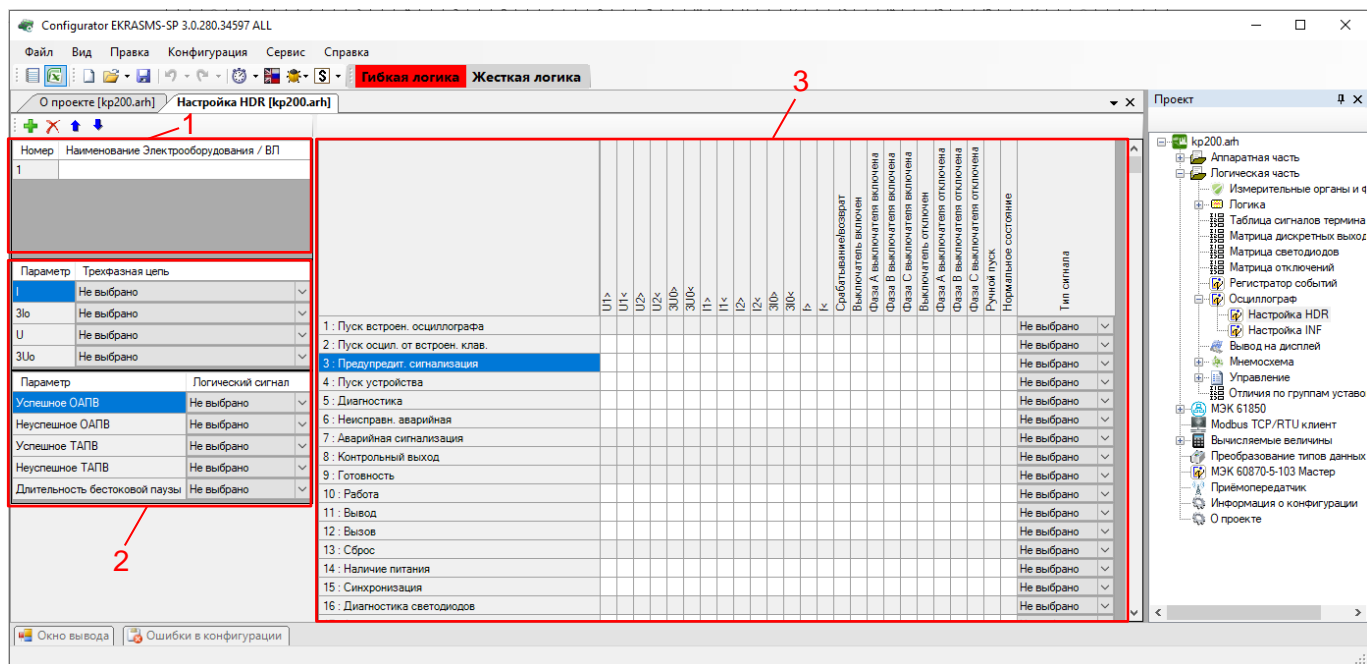 Configurator EKRASMS-SP 3.0.280.34597 ALL
Файл Вид Правка Конфигурация Сервис Справка
Гибкая логика Жесткая логика
О проекте [kp200.arh] Настройка HDR [kp200.arh]
1
3
Номер Наименование Электрооборудования / ВЛ
1
Параметр Трехфазная цепь
I Не выбрано
3Io Не выбрано
U Не выбрано
3Uo Не выбрано
Параметр Логический сигнал
Успешное ОАПВ Не выбрано
Неуспешное ОАПВ Не выбрано
Успешное ТАПВ Не выбрано
Неуспешное ТАПВ Не выбрано
Длительность бестоковой паузы Не выбрано
2
U1>
U1<
U2>
U2<
3U0>
3U0<
I1>
I1<
I2>
I2<
3I0>
3I0<
I>
I<
Срабатывание/возврат
Выключатель включен
Фаза A выключателя включена
Фаза B выключателя включена
Фаза C выключателя включена
Выключатель отключен
Фаза A выключателя отключена
Фаза B выключателя отключена
Фаза C выключателя отключена
Ручной пуск
Нормальное состояние
Тип сигнала
1 : Пуск встроен. осциллографа Не выбрано
2 : Пуск осцил. от встроен. клав. Не выбрано
3 : Предупредит. сигнализация Не выбрано
4 : Пуск устройства Не выбрано
5 : Диагностика Не выбрано
6 : Неисправн. аварийная Не выбрано
7 : Аварийная сигнализация Не выбрано
8 : Контрольный выход Не выбрано
9 : Готовность Не выбрано
10 : Работа Не выбрано
11 : Вывод Не выбрано
12 : Вызов Не выбрано
13 : Сброс Не выбрано
14 : Наличие питания Не выбрано
15 : Синхронизация Не выбрано
16 : Диагностика светодиодов Не выбрано
Проект
kp200.arh
Аппаратная часть
Логическая часть
Измерительные органы и ф
Логика
Таблица сигналов термина
Матрица дискретных выход
Матрица светодиодов
Матрица отключений
Регистратор событий
Осциллограф
Настройка HDR
Настройка INF
Вывод на дисплей
Мнемосхема
Управление
Отличия по группам уставо
МЭК 61850
Modbus TCP/RTU клиент
Вычисляемые величины
Преобразование типов данных
МЭК 60870-5-103 Мастер
Приёмопередатчик
Информация о конфигурации
О проекте
Окно вывода Ошибки в конфигурации